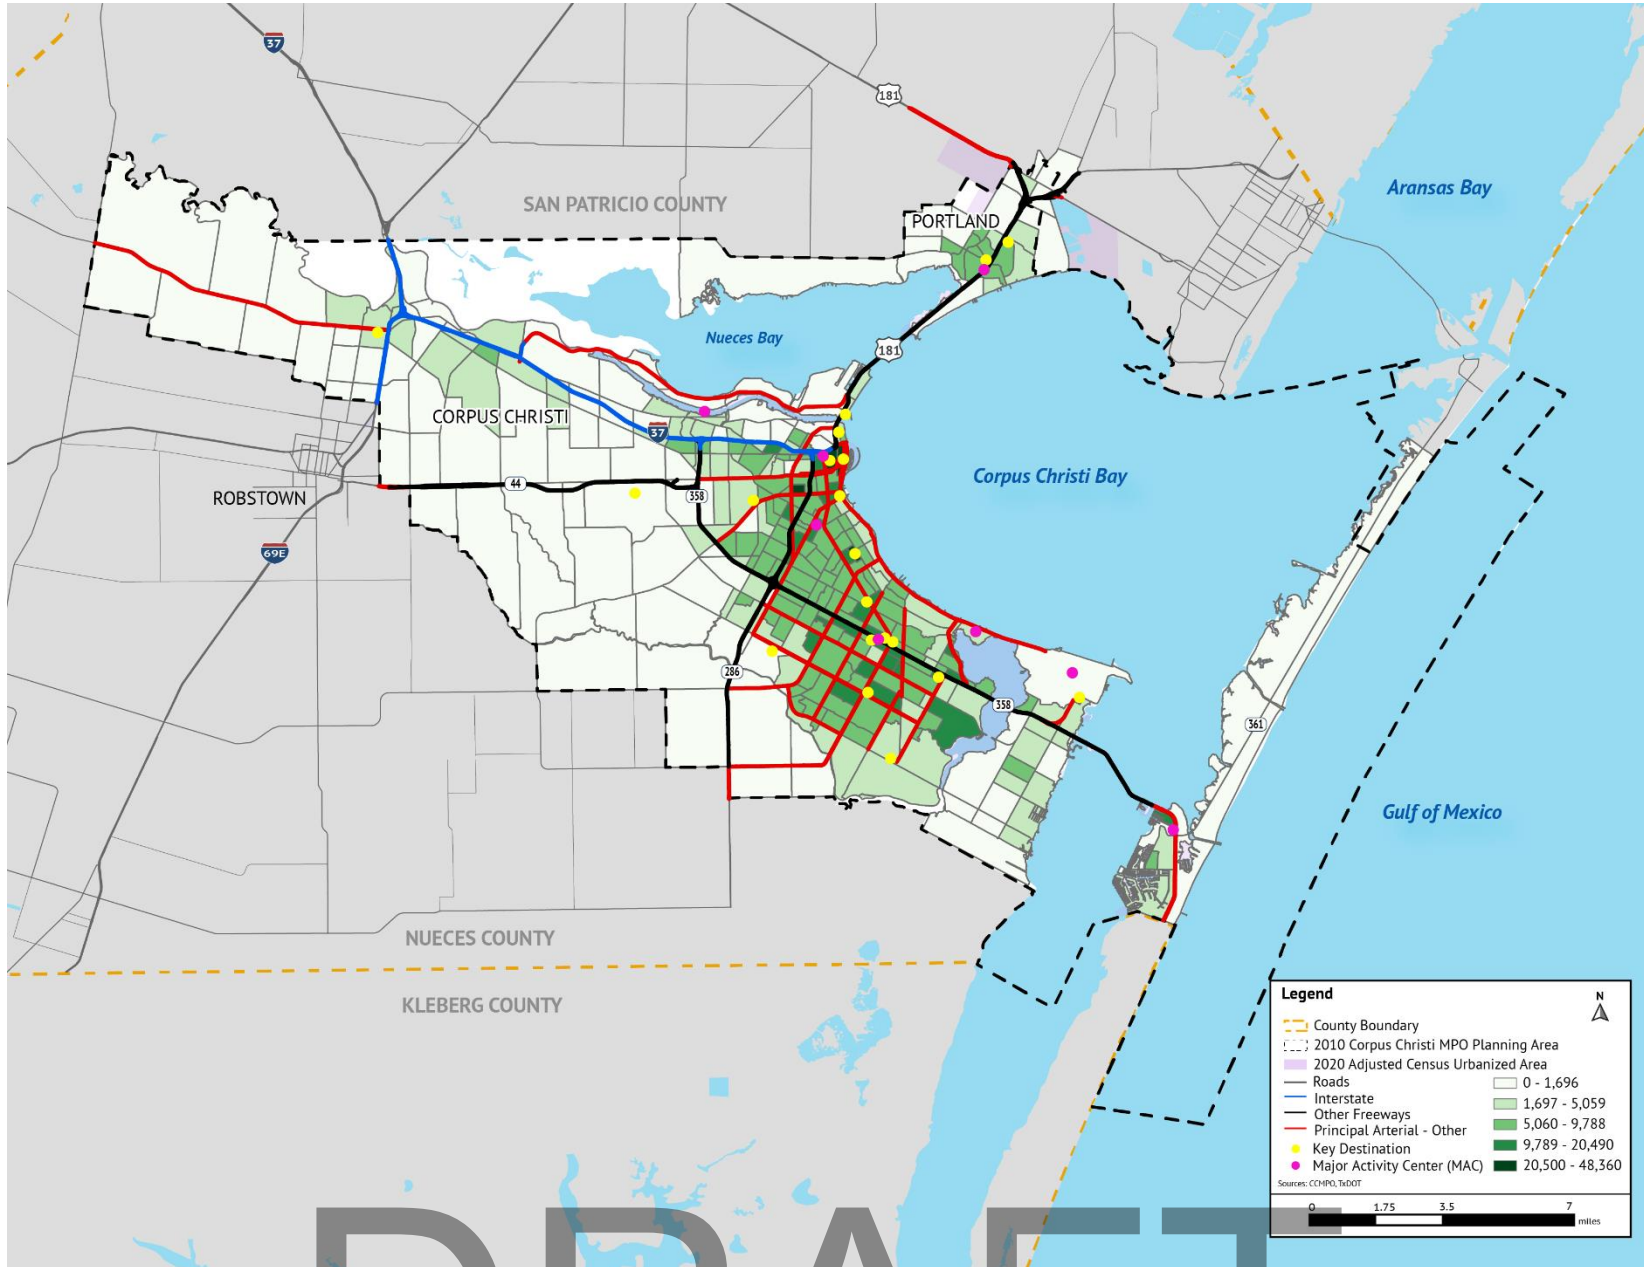 37
181
Aransas Bay
SAN PATRICIO COUNTY
PORTLAND
Nueces Bay
181
CORPUS CHRISTI
37
Corpus Christi Bay
44
358
ROBSTOWN
69E
286
358
361
Gulf of Mexico
NUECES COUNTY
KLEBERG COUNTY
Legend
N
County Boundary
2010 Corpus Christi MPO Planning Area
2020 Adjusted Census Urbanized Area
Roads
Interstate
Other Freeways
Principal Arterial - Other
Key Destination
Major Activity Center (MAC)
0 - 1,696
1,697 - 5,059
5,060 - 9,788
9,789 - 20,490
20,500 - 48,360
Sources: CCMPO, TxDOT
0 1.75 3.5 7
miles
DRAFT